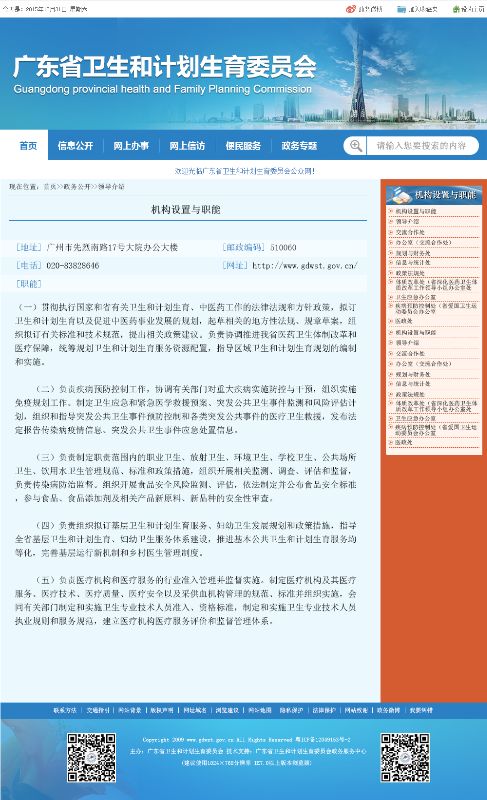 广东省卫生和计划生育委员会
Guangdong provincial health and Family Planning Commission
首页 信息公开 网上办事 网上信访 便民服务 政务专题 请输入您要搜索的内容
欢迎光临广东省卫生和计划生育委员会公众网!
现在位置: 首页>>政务公开>>领导介绍
机构设置与职能
[地址] 广州市先烈南路17号大院办公大楼 [邮政编码] 510060
[电话] 020-83828646 [网址] http://www.gdwst.gov.cn/
[职能]
(一) 贯彻执行国家和省有关卫生和计划生育、中医药工作的法律法规和方针政策,拟订
卫生和计划生育以及促进中医药事业发展的规划,起草相关的地方性法规、规章草案,组
织拟订有关标准和技术规范,提出相关政策建议。负责协调推进我省医药卫生体制改革和
医疗保障,统筹规划卫生和计划生育服务资源配置,指导区域卫生和计划生育规划的编制
和实施。
(二) 负责疾病预防控制工作,协调有关部门对重大疾病实施防控与干预,组织实施
免疫规划工作。制定卫生应急和紧急医学救援预案、突发公共卫生事件监测和风险评估计
划,组织和指导突发公共卫生事件预防控制和各类突发公共事件的医疗卫生救援,发布法
定报告传染病疫情信息、突发公共卫生事件应急处置信息。
(三) 负责制定职责范围内的职业卫生、放射卫生、环境卫生、学校卫生、公共场所
卫生、饮用水卫生管理规范、标准和政策措施,组织开展相关监测、调查、评估和监督,
负责传染病防治监督。组织开展食品安全风险监测、评估,依法制定并公布食品安全标准
,参与食品、食品添加剂及相关产品新原料、新品种的安全性审查。
(四) 负责组织拟订基层卫生和计划生育服务、妇幼卫生发展规划和政策措施,指导
全省基层卫生和计划生育、妇幼卫生服务体系建设,推进基本公共卫生和计划生育服务均
等化,完善基层运行新机制和乡村医生管理制度。
(五) 负责医疗机构和医疗服务的行业准入管理并监督实施。制定医疗机构及其医疗
服务、医疗技术、医疗质量、医疗安全以及采供血机构管理的规范、标准并组织实施,会
同有关部门制定和实施卫生专业技术人员准入、资格标准,制定和实施卫生专业技术人员
执业规则和服务规范,建立医疗机构医疗服务评价和监督管理体系。
机构设置与职能
机构设置与职能
领导介绍
交流合作处
办公室(交流合作处)
规划与财务处
信息与统计处
政策法规处
体质改革处(省深化医药卫生体
质改革工作领导小组办公室处
卫生应急办公室
疾病预防控制处(省爱国卫生运
动委员会办公室
医政处
机构设置与职能
领导介绍
交流合作处
办公室(交流合作处)
规划与财务处
信息与统计处
政策法规处
体质改革处(省深化医药卫生体
质改革工作领导小组办公室处
卫生应急办公室
疾病预防控制处(省爱国卫生运
动委员会办公室
医政处
联系方法 | 交通指引 | 网站背景 | 版权声明 | 网址域名 | 浏览建议 | 网站地图 隐私保护 | 法律保护 | 网站致谢 | 政务微博 | 我要纠错
主办: 广东省卫生和计划生育委员会 技术支持: 广东省卫生和计划生育委员会政务服务中心
(建议使用1024×768分辨率 IE7.0以上版本浏览器)